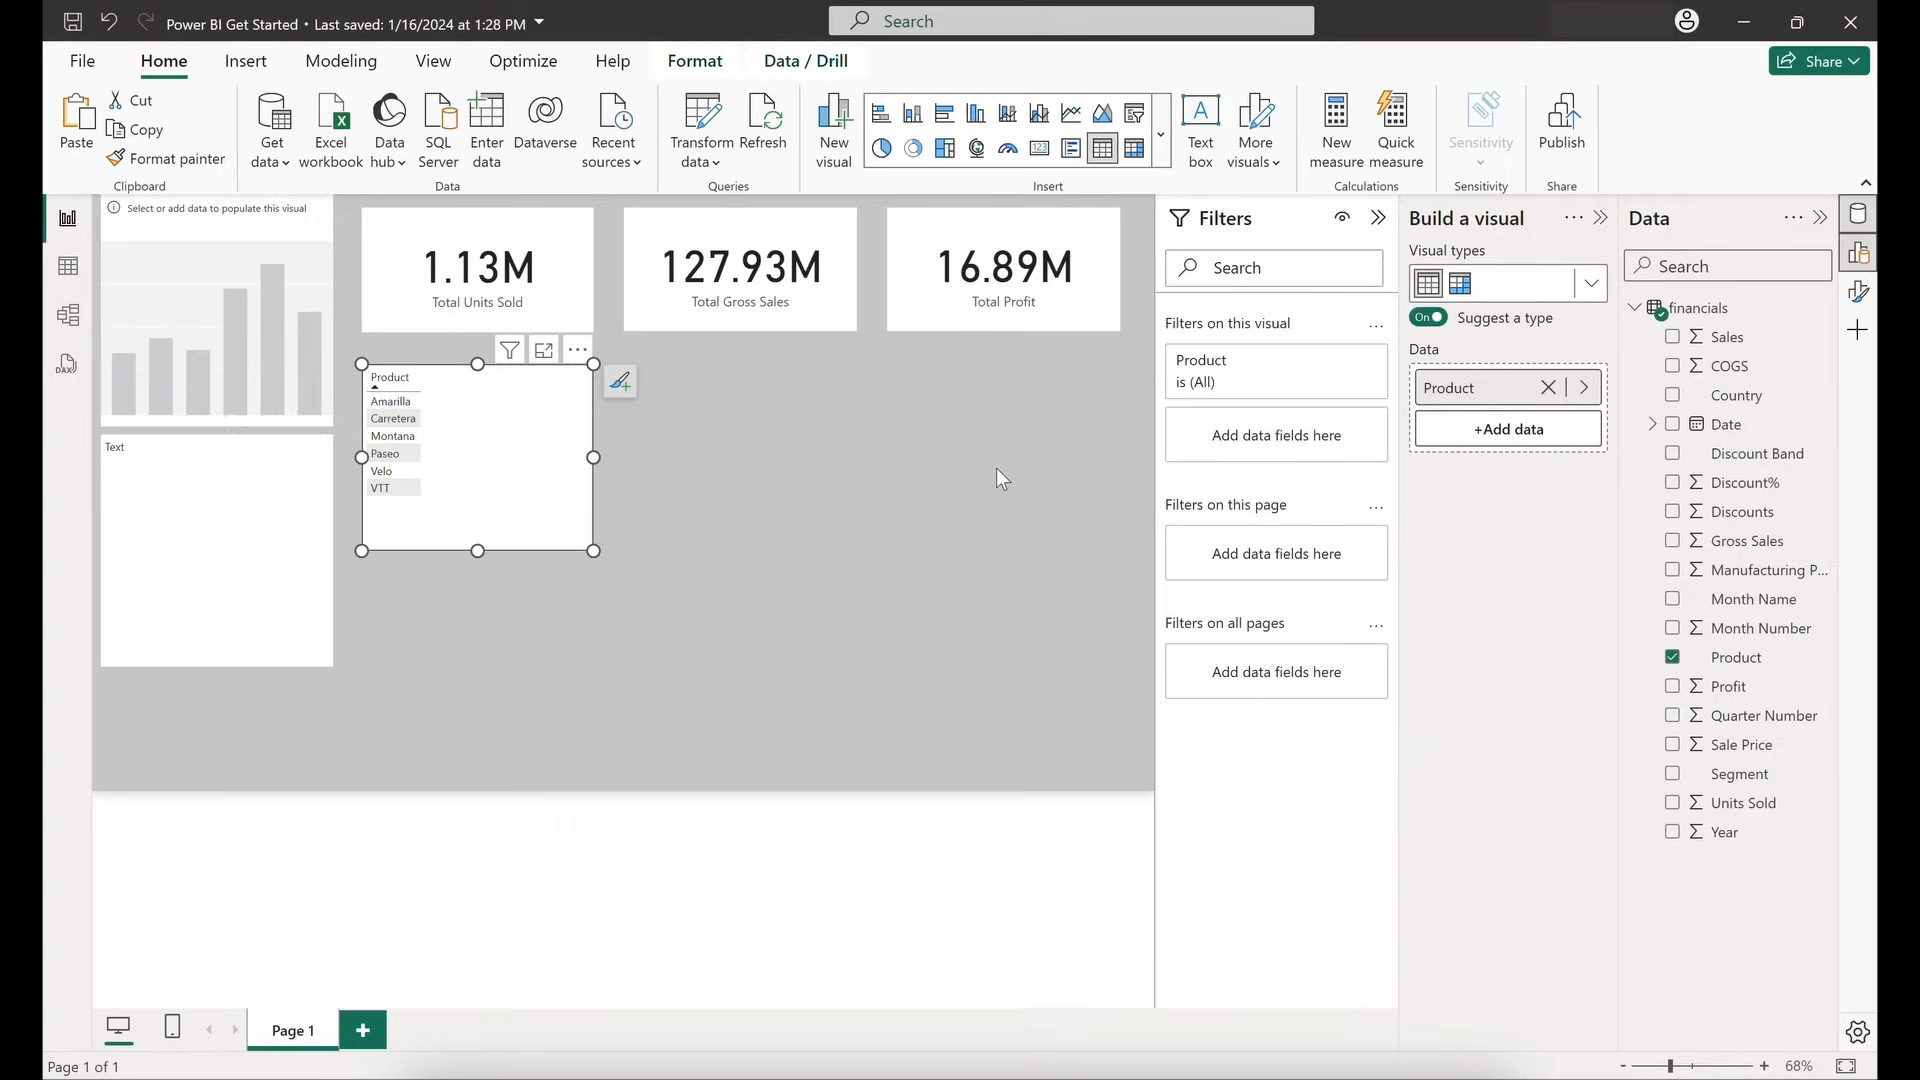 Power BI Get Started • Last saved: 1/16/2024 at 1:28 PM
Search
File
Home
Insert
Modeling
View
Optimize
Help
Format
Data / Drill
Share
Paste
Cut
Copy
Format painter
Clipboard
Get data
Excel workbook
Data hub
SQL Server
Enter data
Dataverse
Recent sources
Data
Transform data
Refresh
Queries
New visual
123
Insert
A
Text box
More visuals
New measure
Quick measure
Calculations
Sensitivity
Sensitivity
Publish
Share
DAX
Select or add data to populate this visual
Text
1.13M
Total Units Sold
127.93M
Total Gross Sales
16.89M
Total Profit
Product
Amarilla
Carretera
Montana
Paseo
Velo
VTT
Filters
Search
Filters on this visual
Product
is (All)
Add data fields here
Filters on this page
Add data fields here
Filters on all pages
Add data fields here
Build a visual
Visual types
On
Suggest a type
Data
Product
+Add data
Data
Search
financials
Σ Sales
Σ COGS
Country
Date
Discount Band
Σ Discount%
Σ Discounts
Σ Gross Sales
Σ Manufacturing P...
Month Name
Σ Month Number
Product
Σ Profit
Σ Quarter Number
Σ Sale Price
Segment
Σ Units Sold
Σ Year
Page 1
Page 1 of 1
- + 68%